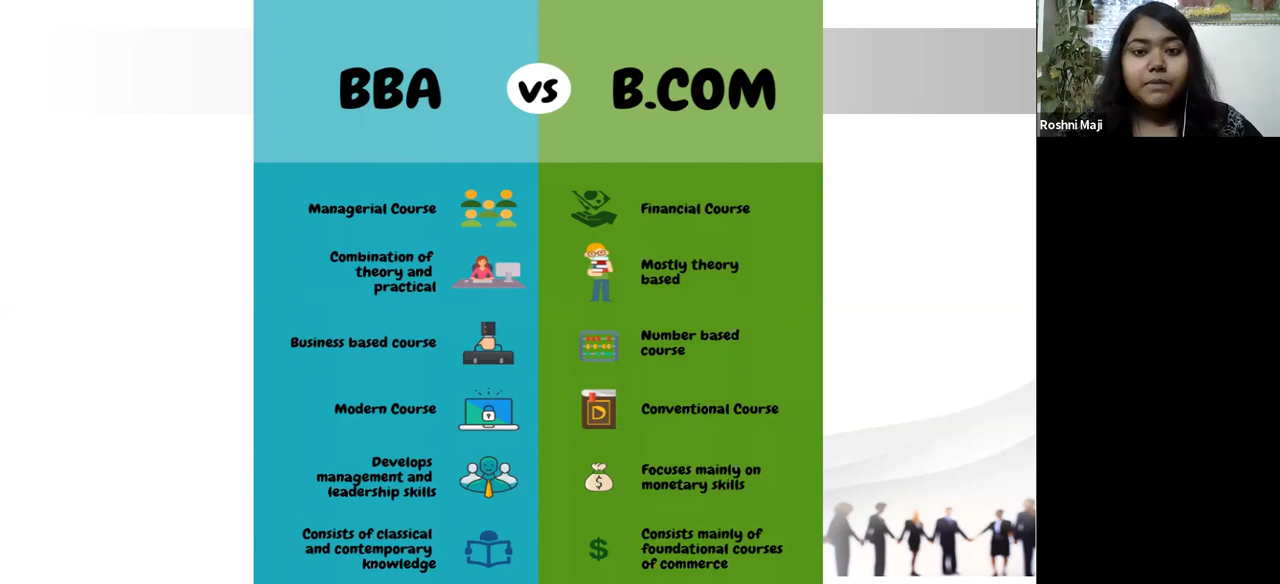 BBA
vs
B.COM
Roshni Maji
Managerial Course
Financial Course
Combination of
theory and
practical
Mostly theory
based
Business based course
Number based
course
Modern Course
Conventional Course
Develops
management and
leadership skills
Focuses mainly on
monetary skills
Consists of classical
and contemporary
knowledge
Consists mainly of
foundational courses
of commerce